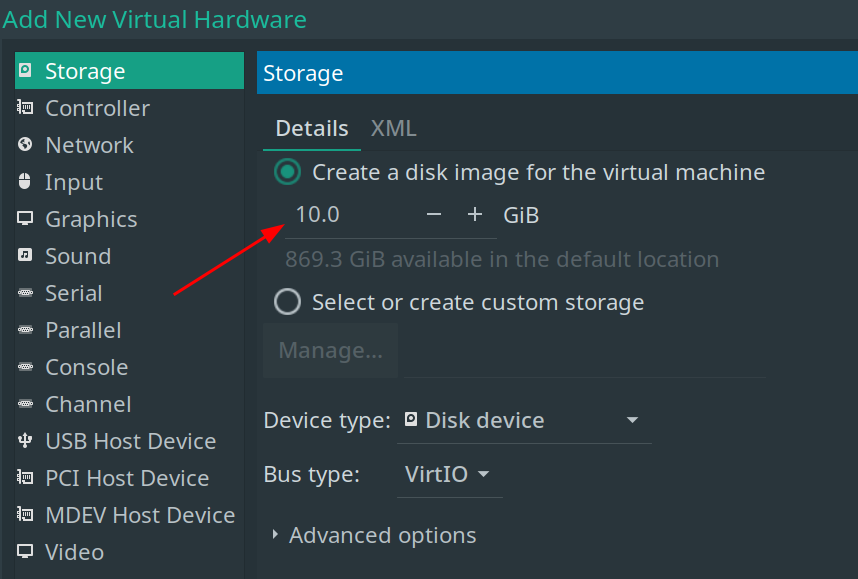 Add New Virtual Hardware
Storage
Controller
Network
Input
Graphics
Sound
Serial
Parallel
Console
Channel
USB Host Device
PCI Host Device
MDEV Host Device
Video
Storage
Details XML
Create a disk image for the virtual machine
10.0 − + GiB
869.3 GiB available in the default location
Select or create custom storage
Manage...
Device type: Disk device
Bus type: VirtIO
Advanced options